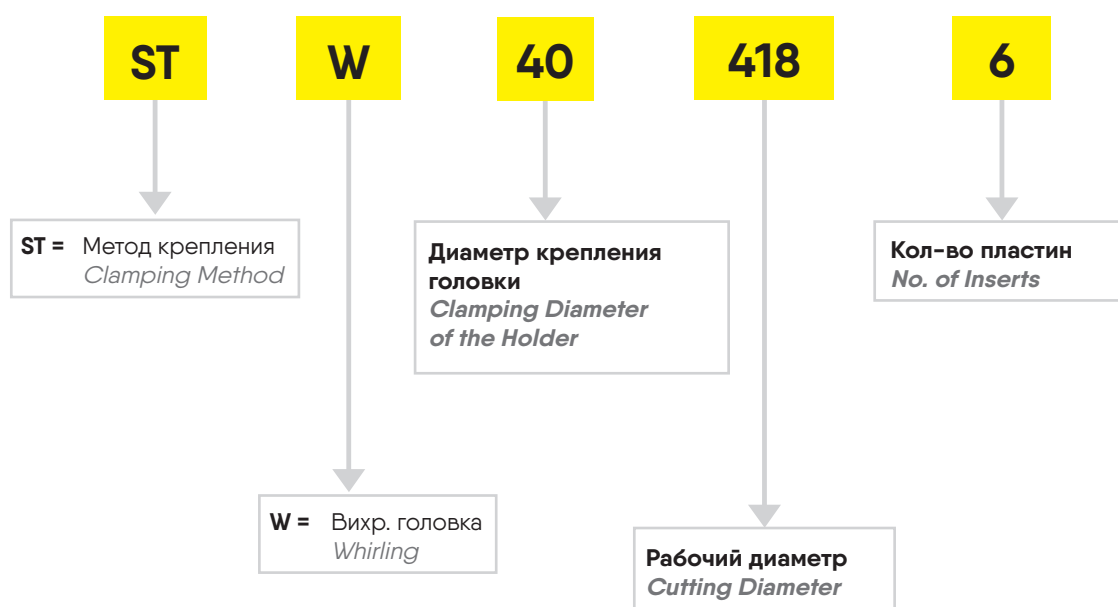 ST
W
40
418
6
ST = Метод крепления
Clamping Method
Диаметр крепления
головки
Clamping Diameter
of the Holder
Кол-во пластин
No. of Inserts
W = Вихр. головка
Whirling
Рабочий диаметр
Cutting Diameter